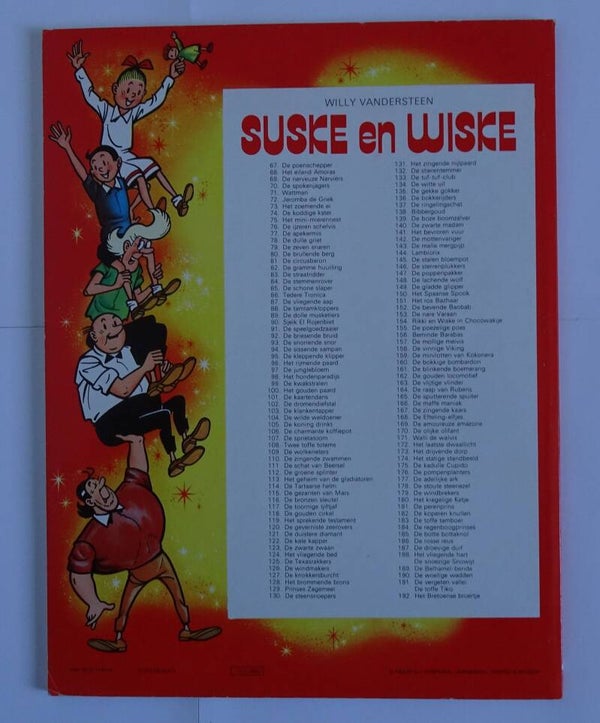 WILLY VANDERSTEEN
SUSKE en WISKE
67. De poenschepper
68. Het eiland Amoras
69. De nerveuze Nerviërs
70. De spokenjagers
71. Wattman
72. Jeromba de Griek
73. Het zoemende ei
74. De koddige kater
75. Het mini-mierennest
76. De ijzeren schelvis
77. De apekermis
78. De dulle griet
79. De zeven snaren
80. De brullende berg
81. De circusbaron
82. De gramme huurling
83. De straatridder
84. De stemmenrover
85. De schone slaper
86. Tedere Tronica
87. De vliegende aap
88. De tamtamkloppers
89. De dolle musketiers
90. Sjeik El Rojenbiet
91. De speelgoedzaaier
92. De briesende bruid
93. De snorrende snor
94. De sissende sampan
95. De kleppende klipper
96. Het rijmende paard
97. De junglebloem
98. Het hondenparadijs
99. De kwakstralen
100. Het gouden paard
101. De kaartendans
102. De dromendiefstal
103. De klankentapper
104. De wilde weldoener
105. De koning drinkt
106. De charmante koffiepot
107. De sprietatoom
108. Twee toffe totems
109. De wolkeneters
110. De zingende zwammen
111. De schat van Beersel
112. De groene splinter
113. Het geheim van de gladiatoren
114. De Tartaarse helm
115. De gezanten van Mars
116. De bronzen sleutel
117. De toornige tjiftjaf
118. De gouden cirkel
119. Het sprekende testament
120. De gevleinsde zeerovers
121. De duistere diamant
122. De kale kapper
123. De zwarte zwaan
124. Het vliegende bed
125. De Texasrakkers
126. De windmakers
127. De knokkersburcht
128. Het brommende brons
129. Prinses Zagemeel
130. De steensnoepers
131. Het zingende nijlpaard
132. De stierentemmer
133. De tuf-tuf-club
134. De witte uil
135. De gekke gokker
136. De bokkerijders
137. De ringelingschat
138. Bibbergoud
139. De boze boomzalver
140. De zwarte madam
141. Het bevroren vuur
142. De mottenvanger
143. De malle mergpijp
144. Lambiorix
145. De stalen bloempot
146. De sterrenplukkers
147. De poppenpakker
148. De lachende wolf
149. De gladde glipper
150. Het Spaanse Spook
151. Het ros Bazhaar
152. De bevende Baobab
153. De nare Varaan
154. Rikki en Wiske in Chocowakije
155. De poezelige poes
156. Beminde Barabas
157. De mollige meivis
158. De vinnige Viking
159. De minilotten van Kokonera
160. De bokkige bombardon
161. De blinkende boemerang
162. De gouden locomotief
163. De vlijtige vlinder
164. De raap van Rubens
165. De sputterende spuiter
166. De maffe maniak
167. De zingende kaars
168. De Efteling-elfjes
169. De amoureuze amazone
170. De olijke olifant
171. Walli de walvis
172. Het laatste dwaallicht
173. Het drijvende dorp
174. Het statige standbeeld
175. De kadulle Cupido
176. De pompenplanters
177. De adellijke ark
178. De stoute steenezel
179. De windbrekers
180. Het kregelige Ketje
181. De perenprins
182. De koperen knullen
183. De toffe tamboer
184. De regenboogprinses
185. De botte bottaknol
186. De rosse reus
187. De droevige duif
188. Het vliegende hart
De snoezige Snowijt
189. De Belhamel-bende
190. De woelige wadden
191. De vergeten vallei
De toffe Tiko
192. Het Bretoense broertje